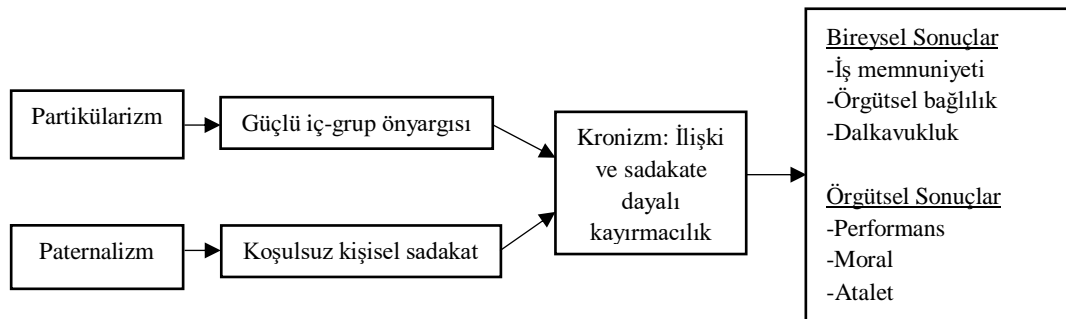 Partikülarizm
Güçlü iç-grup önyargısı
Paternalizm
Koşulsuz kişisel sadakat
Kronizm: İlişki
ve sadakate
dayalı
kayırmacılık
Bireysel Sonuçlar
-İş memnuniyeti
-Örgütsel bağlılık
-Dalkavukluk
Örgütsel Sonuçlar
-Performans
-Moral
-Atalet